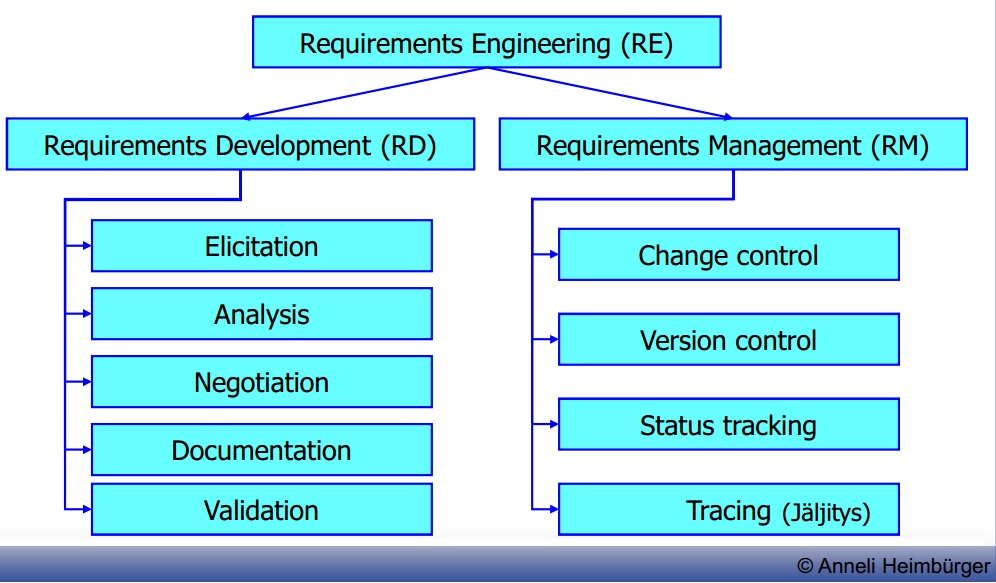 Requirements Engineering (RE)
Requirements Development (RD)
Requirements Management (RM)
Elicitation
Analysis
Negotiation
Documentation
Validation
Change control
Version control
Status tracking
Tracing (Jäljitys)
© Anneli Heimbürger